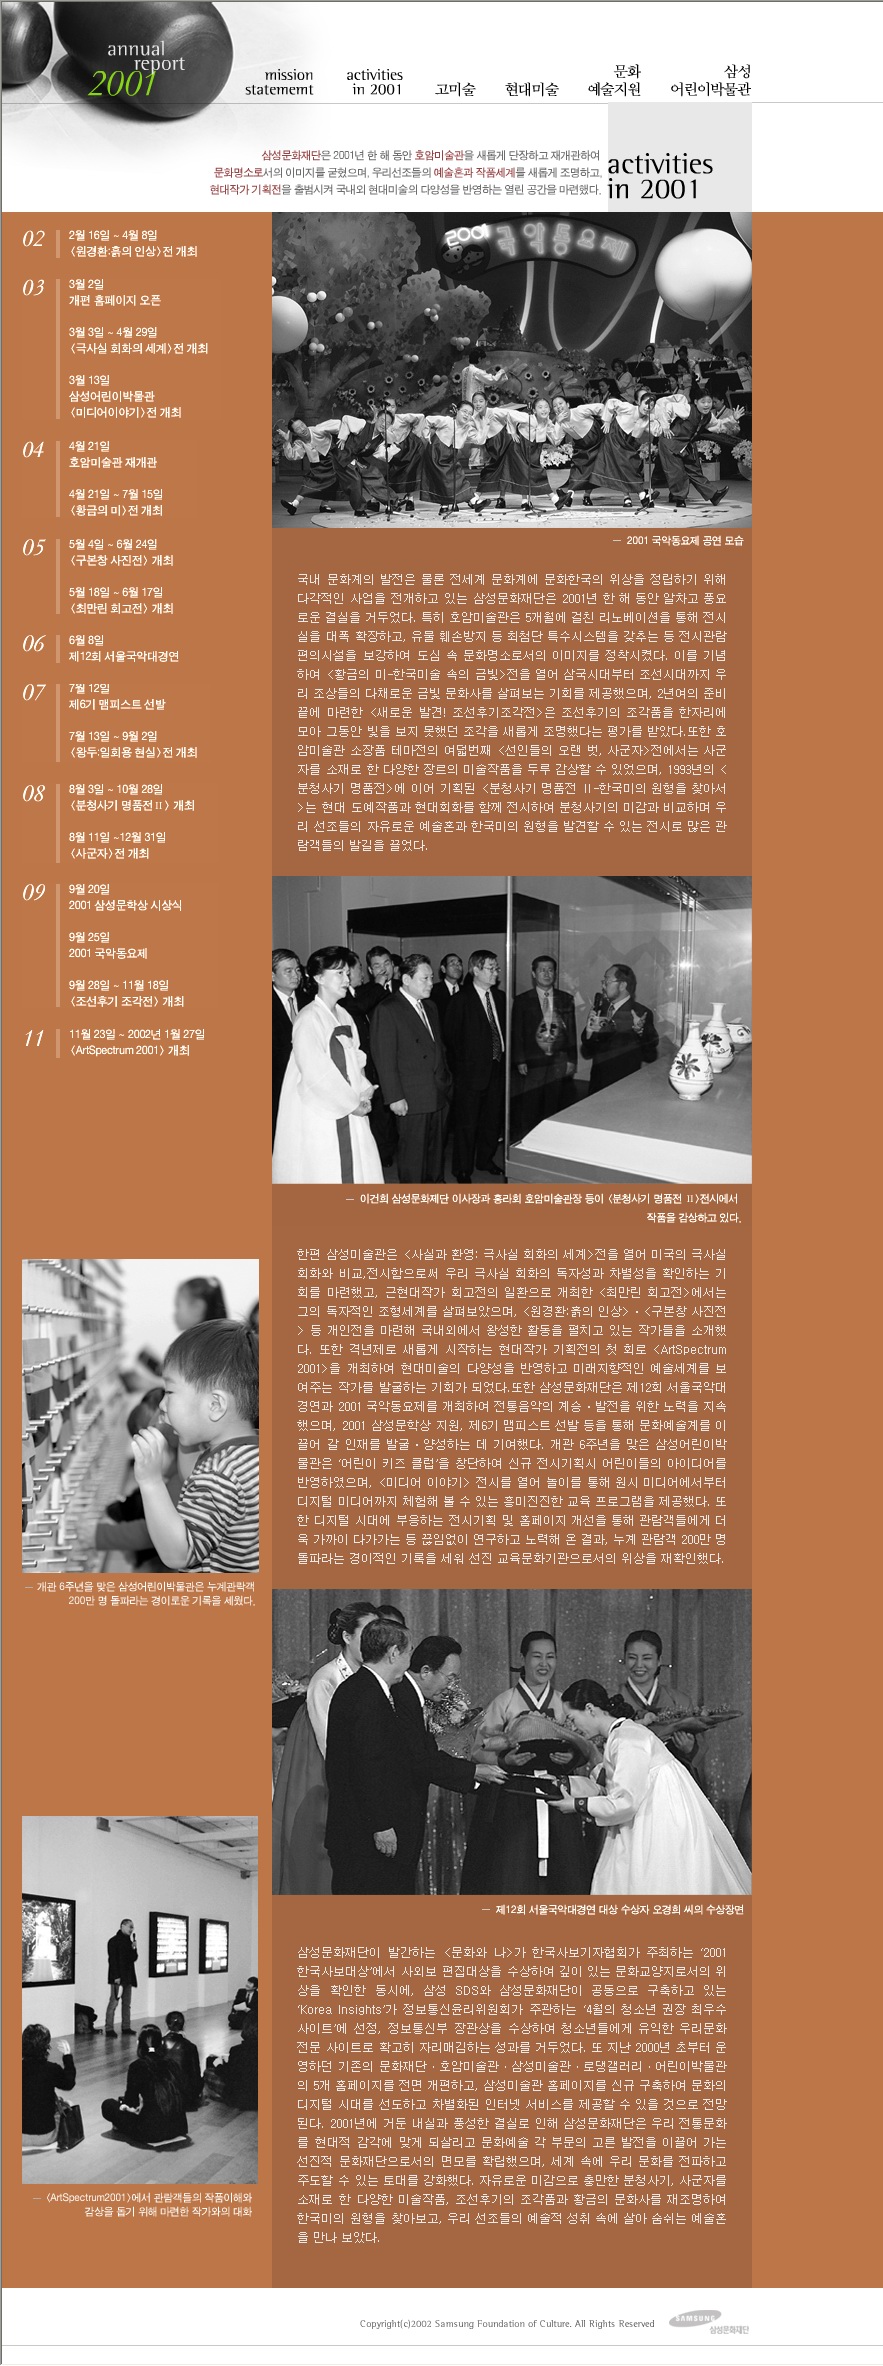 annual
report
2001
mission
statememt
activities
in 2001
고미술
현대미술
문화
예술지원
삼성
어린이박물관
삼성문화재단은 2001년 한 해 동안 호암미술관을 새롭게 단장하고 재개관하여
문화명소로서의 이미지를 굳혔으며, 우리선조들의 예술혼과 작품세계를 새롭게 조명하고,
현대작가 기획전을 출범시켜 국내외 현대미술의 다양성을 반영하는 열린 공간을 마련했다.
activities
in 2001
02
2월 16일 ~ 4월 8일
〈원경환:흙의 인상〉전 개최
03
3월 2일
개편 홈페이지 오픈
3월 3일 ~ 4월 29일
〈극사실 회화의 세계〉전 개최
3월 13일
삼성어린이박물관
〈미디어이야기〉전 개최
04
4월 21일
호암미술관 재개관
4월 21일 ~ 7월 15일
〈황금의 미〉전 개최
05
5월 4일 ~ 6월 24일
〈구본창 사진전〉 개최
5월 18일 ~ 6월 17일
〈최만린 회고전〉 개최
06
6월 8일
제12회 서울국악대경연
07
7월 12일
제6기 맴피스트 선발
7월 13일 ~ 9월 2일
〈왕두:일회용 현실〉전 개최
08
8월 3일 ~ 10월 28일
〈분청사기 명품전 II〉 개최
8월 11일 ~12월 31일
〈사군자〉전 개최
09
9월 20일
2001 삼성문학상 시상식
9월 25일
2001 국악동요제
9월 28일 ~ 11월 18일
〈조선후기 조각전〉 개최
11
11월 23일 ~ 2002년 1월 27일
〈ArtSpectrum 2001〉 개최
2001 국악동요제
─ 2001 국악동요제 공연 모습
국내 문화계의 발전은 물론 전세계 문화계에 문화한국의 위상을 정립하기 위해
다각적인 사업을 전개하고 있는 삼성문화재단은 2001년 한 해 동안 알차고 풍요
로운 결실을 거두었다. 특히 호암미술관은 5개월에 걸친 리노베이션을 통해 전시
실을 대폭 확장하고, 유물 훼손방지 등 최첨단 특수시스템을 갖추는 등 전시관람
편의시설을 보강하여 도심 속 문화명소로서의 이미지를 정착시켰다. 이를 기념
하여 <황금의 미-한국미술 속의 금빛>전을 열어 삼국시대부터 조선시대까지 우
리 조상들의 다채로운 금빛 문화사를 살펴보는 기회를 제공했으며, 2년여의 준비
끝에 마련한 <새로운 발견! 조선후기조각전>은 조선후기의 조각품을 한자리에
모아 그동안 빛을 보지 못했던 조각을 새롭게 조명했다는 평가를 받았다.또한 호
암미술관 소장품 테마전의 여덟번째 <선인들의 오랜 벗, 사군자>전에서는 사군
자를 소재로 한 다양한 장르의 미술작품을 두루 감상할 수 있었으며, 1993년의 <
분청사기 명품전>에 이어 기획된 <분청사기 명품전 II-한국미의 원형을 찾아서
>는 현대 도예작품과 현대회화를 함께 전시하여 분청사기의 미감과 비교하며 우
리 선조들의 자유로운 예술혼과 한국미의 원형을 발견할 수 있는 전시로 많은 관
람객들의 발길을 끌었다.
─ 이건희 삼성문화재단 이사장과 홍라희 호암미술관장 등이 〈분청사기 명품전 II〉전시에서
작품을 감상하고 있다.
한편 삼성미술관은 <사실과 환영: 극사실 회화의 세계>전을 열어 미국의 극사실
회화와 비교,전시함으로써 우리 극사실 회화의 독자성과 차별성을 확인하는 기
회를 마련했고, 근현대작가 회고전의 일환으로 개최한 <최만린 회고전>에서는
그의 독자적인 조형세계를 살펴보았으며, <원경환:흙의 인상>・<구본창 사진전
> 등 개인전을 마련해 국내외에서 왕성한 활동을 펼치고 있는 작가들을 소개했
다. 또한 격년제로 새롭게 시작하는 현대작가 기획전의 첫 회로 <ArtSpectrum
2001>을 개최하여 현대미술의 다양성을 반영하고 미래지향적인 예술세계를 보
여주는 작가를 발굴하는 기회가 되었다.또한 삼성문화재단은 제12회 서울국악대
경연과 2001 국악동요제를 개최하여 전통음악의 계승・발전을 위한 노력을 지속
했으며, 2001 삼성문학상 지원, 제6기 맴피스트 선발 등을 통해 문화예술계를 이
끌어 갈 인재를 발굴・양성하는 데 기여했다. 개관 6주년을 맞은 삼성어린이박
물관은 '어린이 키즈 클럽'을 창단하여 신규 전시기획시 어린이들의 아이디어를
반영하였으며, <미디어 이야기> 전시를 열어 놀이를 통해 원시 미디어에서부터
디지털 미디어까지 체험해 볼 수 있는 흥미진진한 교육 프로그램을 제공했다. 또
한 디지털 시대에 부응하는 전시기획 및 홈페이지 개선을 통해 관람객들에게 더
욱 가까이 다가가는 등 끊임없이 연구하고 노력해 온 결과, 누계 관람객 200만 명
돌파라는 경이적인 기록을 세워 선진 교육문화기관으로서의 위상을 재확인했다.
─ 개관 6주년을 맞은 삼성어린이박물관은 누계관락객
200만 명 돌파라는 경이로운 기록을 세웠다.
─ 제12회 서울국악대경연 대상 수상자 오경희 씨의 수상장면
삼성문화재단이 발간하는 <문화와 나>가 한국사보기자협회가 주최하는 '2001
한국사보대상'에서 사외보 편집대상을 수상하여 깊이 있는 문화교양지로서의 위
상을 확인한 동시에, 삼성 SDS와 삼성문화재단이 공동으로 구축하고 있는
'Korea Insights'가 정보통신윤리위원회가 주관하는 '4월의 청소년 권장 최우수
사이트'에 선정, 정보통신부 장관상을 수상하여 청소년들에게 유익한 우리문화
전문 사이트로 확고히 자리매김하는 성과를 거두었다. 또 지난 2000년 초부터 운
영하던 기존의 문화재단・호암미술관・삼성미술관・로댕갤러리・어린이박물관
의 5개 홈페이지를 전면 개편하고, 삼성미술관 홈페이지를 신규 구축하여 문화의
디지털 시대를 선도하고 차별화된 인터넷 서비스를 제공할 수 있을 것으로 전망
된다. 2001년에 거둔 내실과 풍성한 결실로 인해 삼성문화재단은 우리 전통문화
를 현대적 감각에 맞게 되살리고 문화예술 각 부문의 고른 발전을 이끌어 가는
선진적 문화재단으로서의 면모를 확립했으며, 세계 속에 우리 문화를 전파하고
주도할 수 있는 토대를 강화했다. 자유로운 미감으로 충만한 분청사기, 사군자를
소재로 한 다양한 미술작품, 조선후기의 조각품과 황금의 문화사를 재조명하여
한국미의 원형을 찾아보고, 우리 선조들의 예술적 성취 속에 살아 숨쉬는 예술혼
을 만나 보았다.
─ 〈ArtSpectrum2001〉에서 관람객들의 작품이해와
감상을 돕기 위해 마련한 작가와의 대화
Copyright(c)2002 Samsung Foundation of Culture. All Rights Reserved
SAMSUNG
삼성문화재단